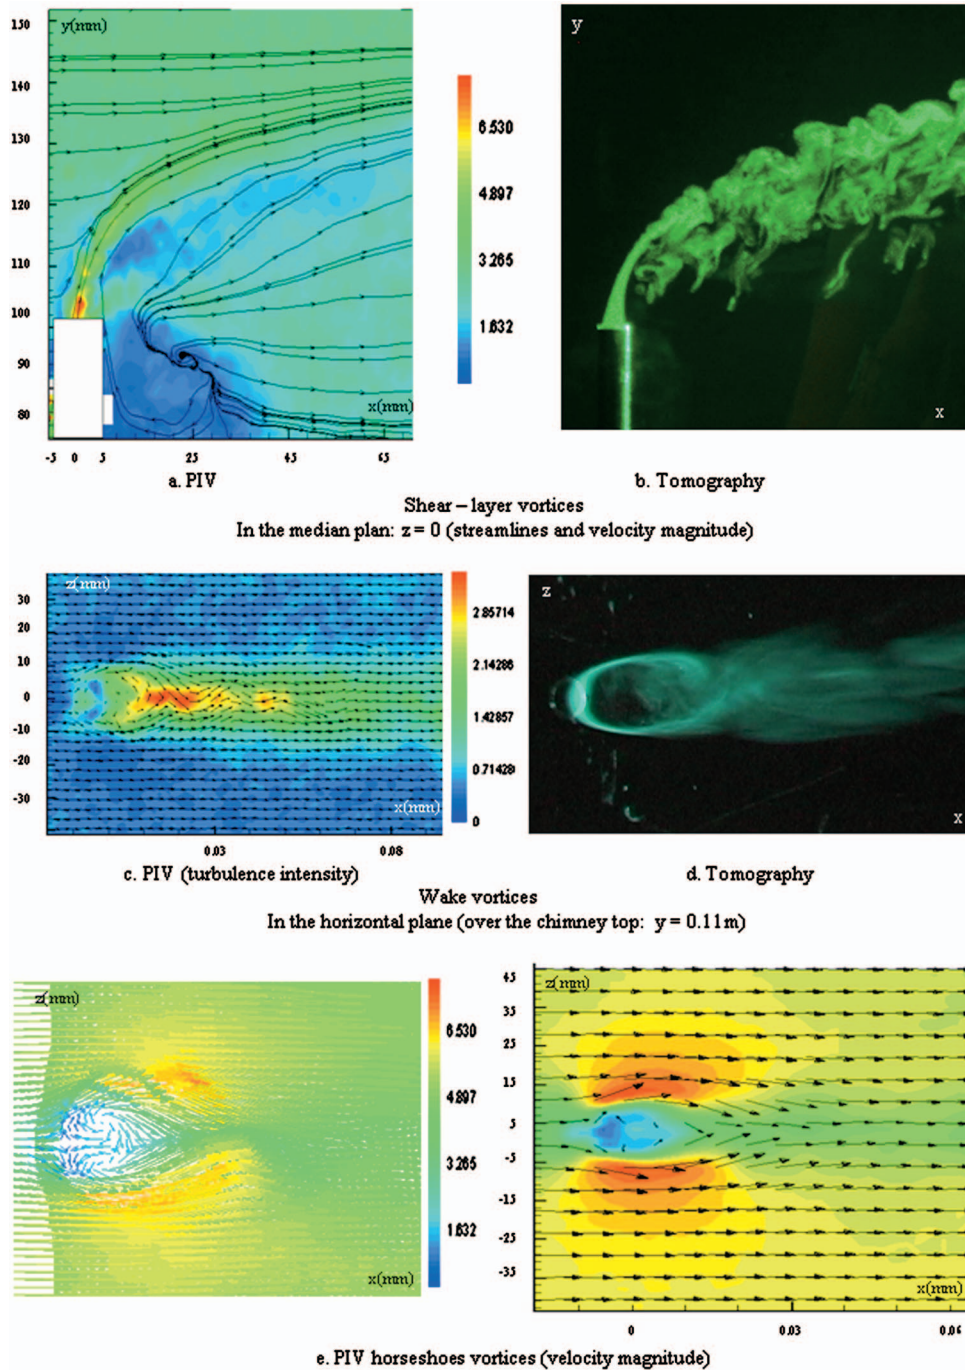 150
y(mm)
140
130
120
110
100
90
80
x(mm)
-5 0 5 25 45 65
6.530
4.897
3.265
1.632
a. PIV
y
x
b. Tomography
Shear – layer vortices
In the median plan: z = 0 (streamlines and velocity magnitude)
z(mm)
30
20
10
0
-10
-20
-30
x(mm)
0.03 0.08
2.85714
2.14286
1.42857
0.71429
0
c. PIV (turbulence intensity)
z
x
d. Tomography
Wake vortices
In the horizontal plane (over the chimney top: y = 0.11m)
z(mm)
x(mm)
6.530
4.897
3.265
1.632
45
z(mm)
35
25
15
5
-5
-15
-25
-35
x(mm)
0 0.03 0.06
e. PIV horseshoes vortices (velocity magnitude)